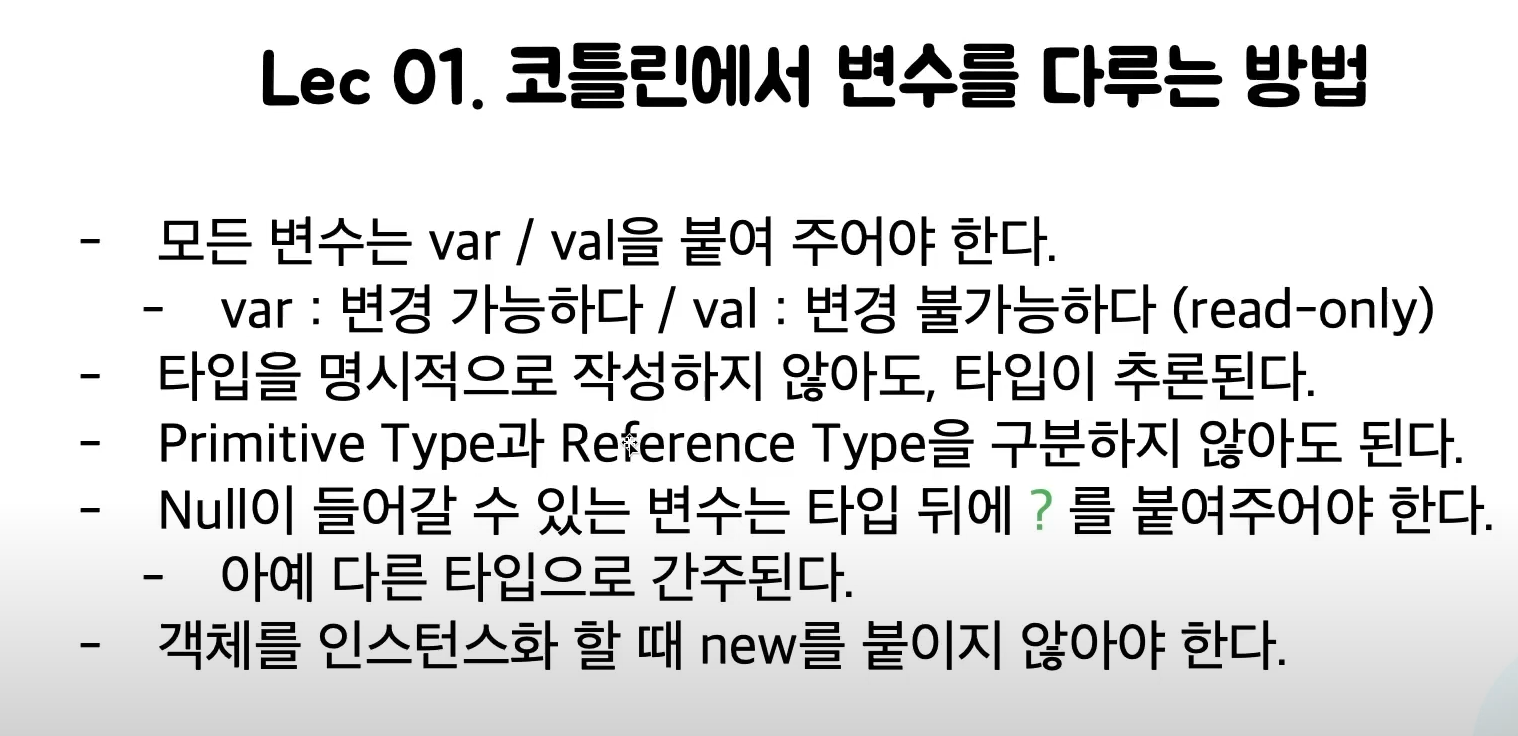 Lec 01. 코틀린에서 변수를 다루는 방법
- 모든 변수는 var / val을 붙여 주어야 한다.
- var : 변경 가능하다 / val : 변경 불가능하다 (read-only)
- 타입을 명시적으로 작성하지 않아도, 타입이 추론된다.
- Primitive Type과 Reference Type을 구분하지 않아도 된다.
- Null이 들어갈 수 있는 변수는 타입 뒤에 ? 를 붙여주어야 한다.
- 아예 다른 타입으로 간주된다.
- 객체를 인스턴스화 할 때 new를 붙이지 않아야 한다.